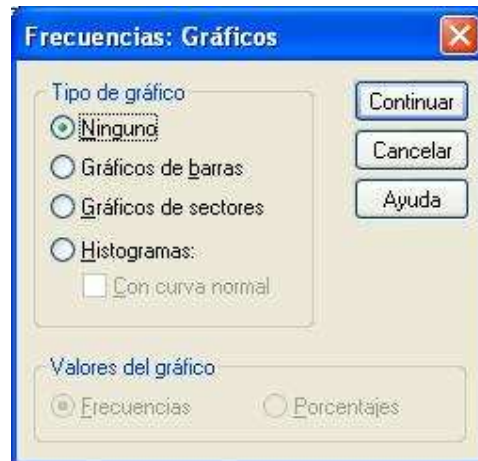 Frecuencias: Gráficos
Tipo de gráfico
Ninguno
Gráficos de barras
Gráficos de sectores
Histogramas:
Con curva normal
Continuar
Cancelar
Ayuda
Valores del gráfico
Frecuencias
Porcentajes